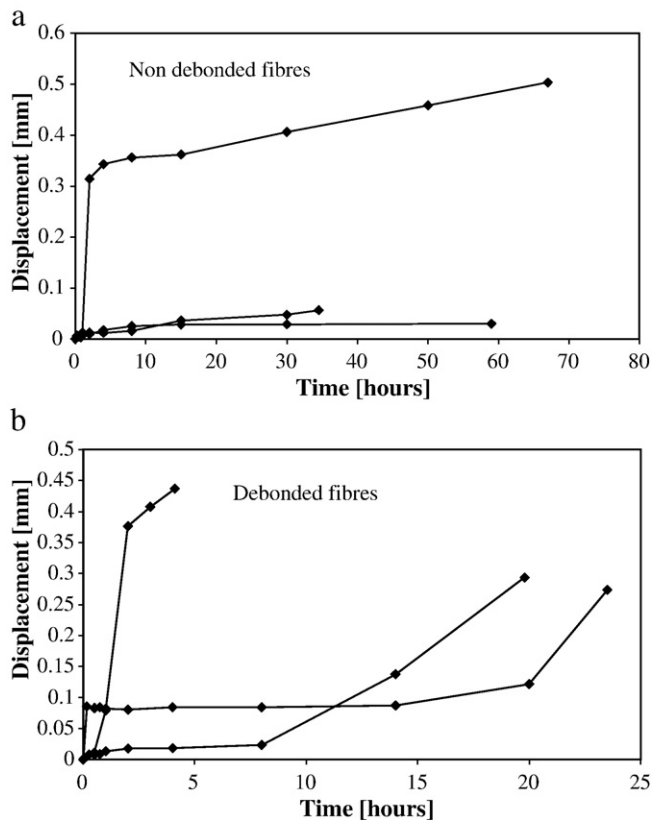 a
Non debonded fibres
Displacement [mm]
0.6
0.5
0.4
0.3
0.2
0.1
0
0 10 20 30 40 50 60 70 80
Time [hours]
b
Debonded fibres
Displacement [mm]
0.5
0.45
0.4
0.35
0.3
0.25
0.2
0.15
0.1
0.05
0
0 5 10 15 20 25
Time [hours]